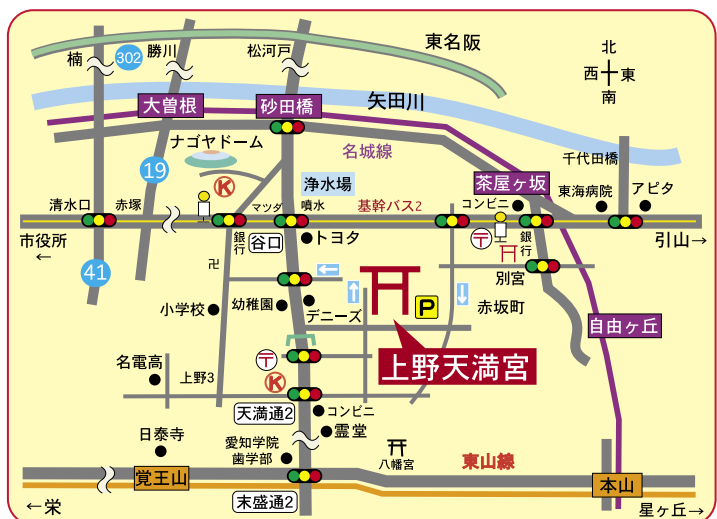 東名阪
北
西 東
南
楠
302
勝川
松河戸
矢田川
大曽根
砂田橋
ナゴヤドーム
名城線
千代田橋
19
K
浄水場
茶屋ヶ坂
東海病院
アピタ
清水口
赤塚
マツダ
噴水
基幹バス2
コンビニ
市役所
←
銀行
谷口
トヨタ
〒
銀行
引山→
41
卍
←
別宮
小学校
幼稚園
デニーズ
↑
P
↓
赤坂町
自由ヶ丘
名電高
〒
上野天満宮
上野3
K
天満通2
コンビニ
日泰寺
愛知学院
歯学部
霊堂
八幡宮
東山線
覚王山
本山
←栄
末盛通2
星ヶ丘→